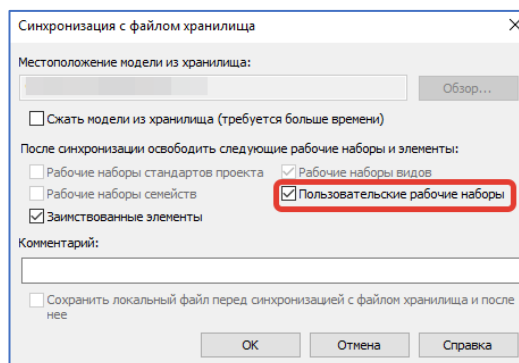 Синхронизация с файлом хранилища
Местоположение модели из хранилища:
Обзор...
Сжать модели из хранилища (требуется больше времени)
После синхронизации освободить следующие рабочие наборы и элементы:
Рабочие наборы стандартов проекта Рабочие наборы видов
Рабочие наборы семейств Пользовательские рабочие наборы
Заимствованные элементы
Комментарий:
Сохранить локальный файл перед синхронизацией с файлом хранилища и после
нее
ОК Отмена Справка